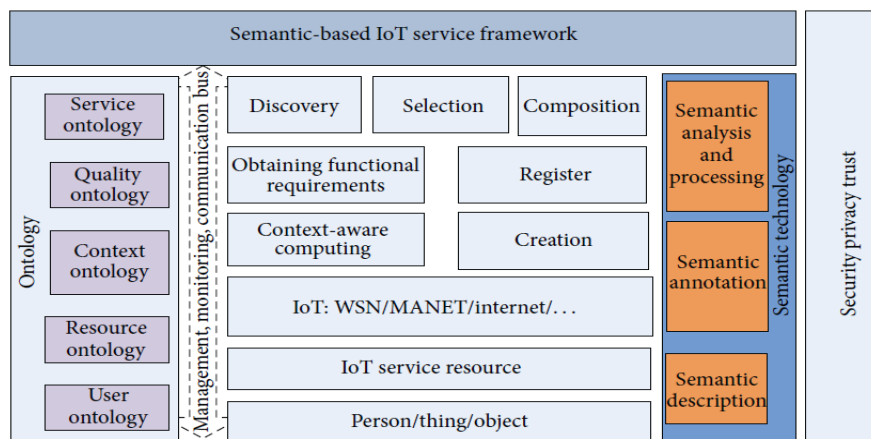 Semantic-based IoT service framework
Ontology
Service
ontology
Quality
ontology
Context
ontology
Resource
ontology
User
ontology
Management, monitoring, communication bus
Discovery
Selection
Composition
Obtaining functional
requirements
Register
Context-aware
computing
Creation
IoT: WSN/MANET/internet/. . .
IoT service resource
Person/thing/object
Semantic
analysis
and
processing
Semantic
annotation
Semantic
description
Semantic technology
Security privacy trust